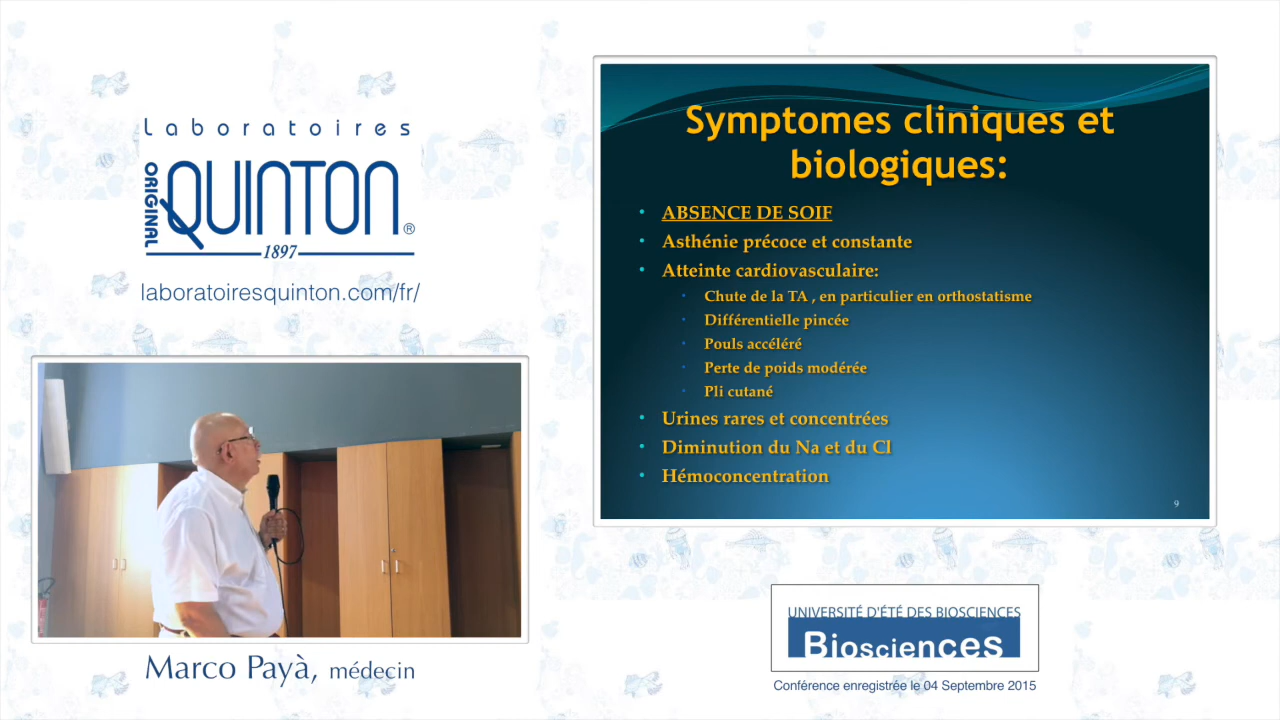 Laboratoires
ORIGINAL
QUINTON®
1897
laboratoiresquinton.com/fr/
Marco Payà, médecin
Symptomes cliniques et
biologiques:
• ABSENCE DE SOIF
• Asthénie précoce et constante
• Atteinte cardiovasculaire:
• Chute de la TA , en particulier en orthostatisme
• Différentielle pincée
• Pouls accéléré
• Perte de poids modérée
• Pli cutané
• Urines rares et concentrées
• Diminution du Na et du Cl
• Hémoconcentration
9
UNIVERSITÉ D'ÉTÉ DES BIOSCIENCES
Biosciences
Conférence enregistrée le 04 Septembre 2015